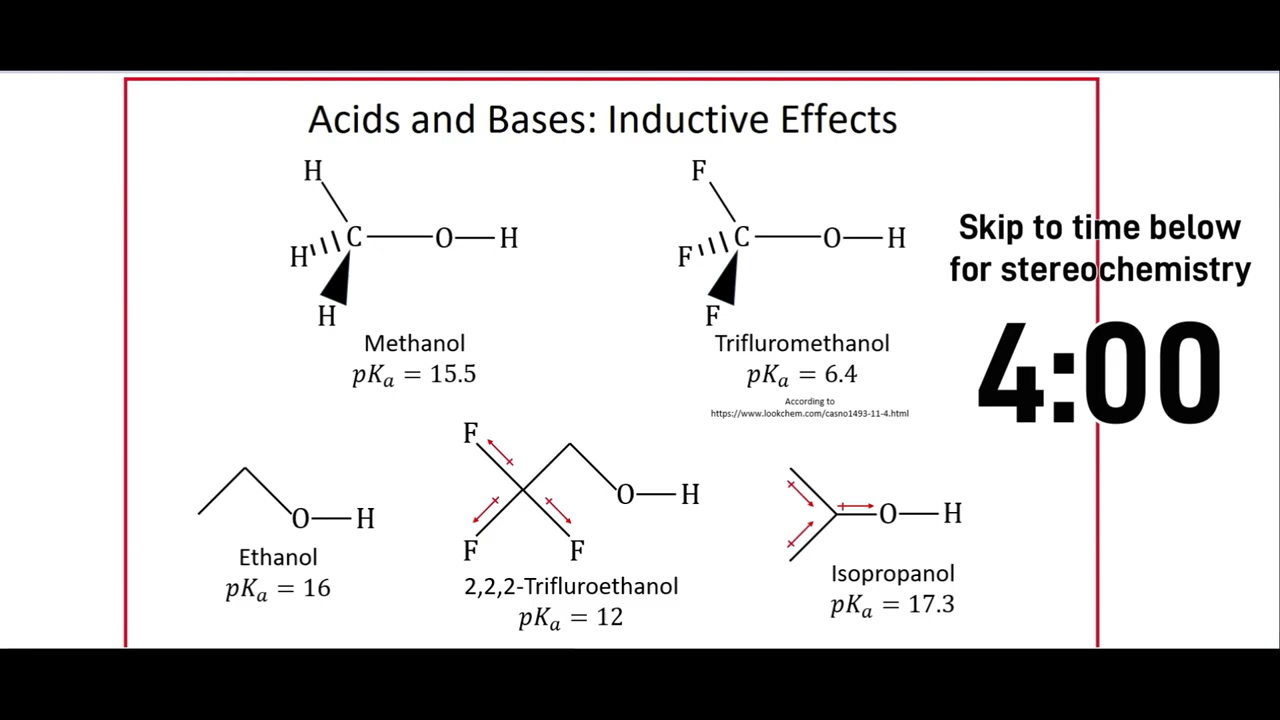 Acids and Bases: Inductive Effects
H
H
C
O
H
H
Methanol
pKₐ = 15.5
F
F
C
O
H
F
Trifluromethanol
pKₐ = 6.4
According to
https://www.lookchem.com/casno1493-11-4.html
Skip to time below
for stereochemistry
4:00
O
H
Ethanol
pKₐ = 16
F
F
F
O
H
2,2,2-Trifluroethanol
pKₐ = 12
O
H
Isopropanol
pKₐ = 17.3